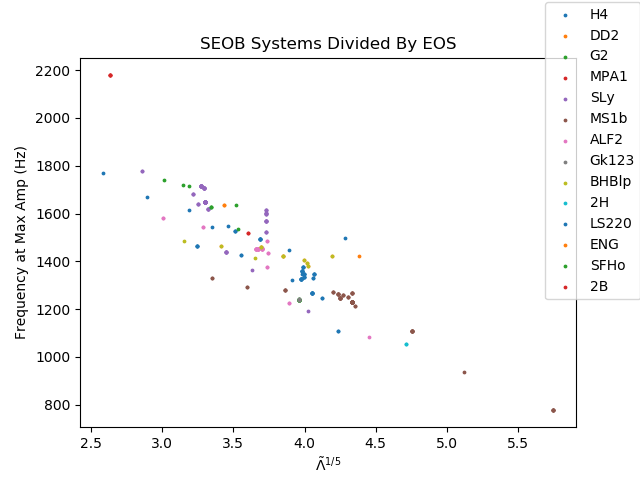 SEOB Systems Divided By EOS
Frequency at Max Amp (Hz)
2200
2000
1800
1600
1400
1200
1000
800
2.5 3.0 3.5 4.0 4.5 5.0 5.5
Λ̃^1/5
H4
DD2
G2
MPA1
SLy
MS1b
ALF2
Gk123
BHBlp
2H
LS220
ENG
SFHo
2B